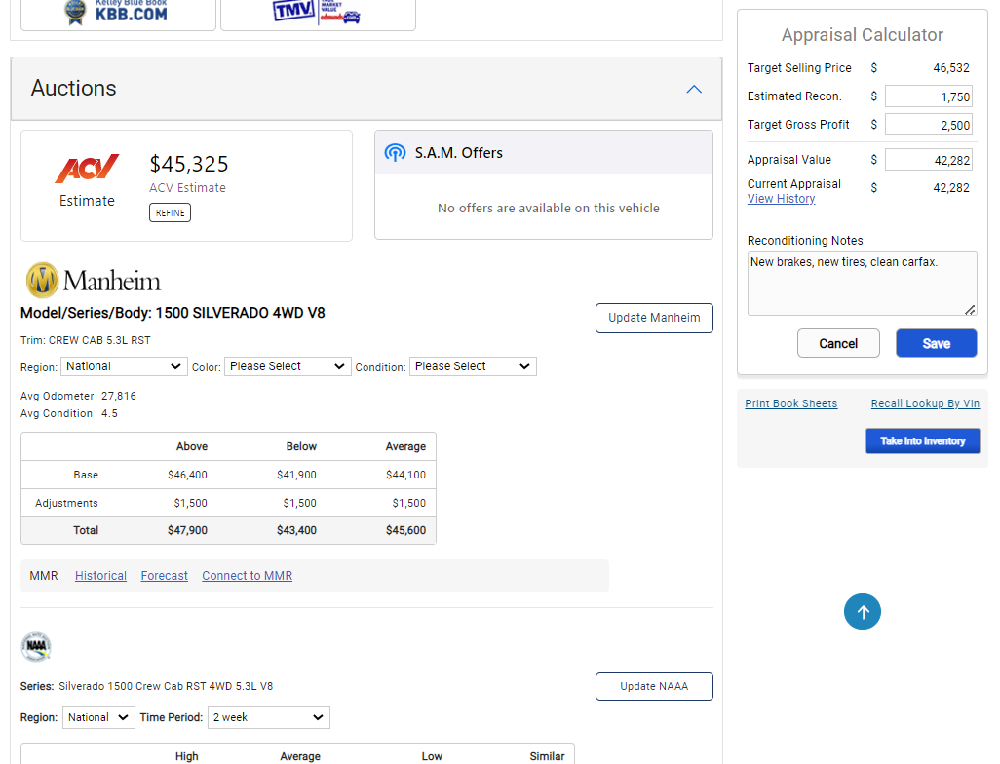 Kelley Blue Book
KBB.COM
TMV
MARKET
VALUE
edmunds.com
Auctions
ACV
Estimate
$45,325
ACV Estimate
REFINE
S.A.M. Offers
No offers are available on this vehicle
Manheim
Model/Series/Body: 1500 SILVERADO 4WD V8
Update Manheim
Trim: CREW CAB 5.3L RST
Region: National Color: Please Select Condition: Please Select
Avg Odometer 27,816
Avg Condition 4.5
Above Below Average
Base $46,400 $41,900 $44,100
Adjustments $1,500 $1,500 $1,500
Total $47,900 $43,400 $45,600
MMR Historical Forecast Connect to MMR
NAAA
Series: Silverado 1500 Crew Cab RST 4WD 5.3L V8
Update NAAA
Region: National Time Period: 2 week
High Average Low Similar
Appraisal Calculator
Target Selling Price $ 46,532
Estimated Recon. $ 1,750
Target Gross Profit $ 2,500
Appraisal Value $ 42,282
Current Appraisal $ 42,282
View History
Reconditioning Notes
New brakes, new tires, clean carfax.
Cancel Save
Print Book Sheets Recall Lookup By Vin
Take Into Inventory